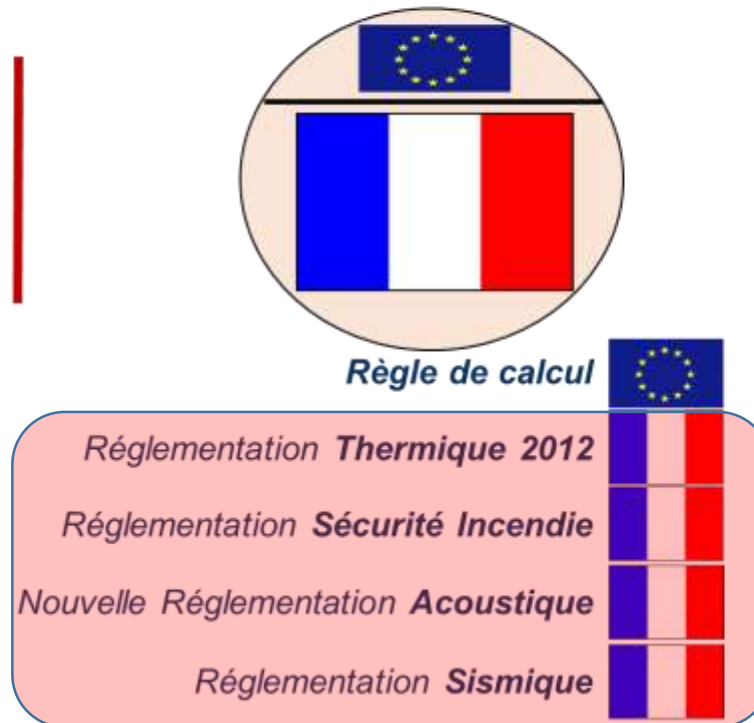 Règle de calcul
Réglementation Thermique 2012
Réglementation Sécurité Incendie
Nouvelle Réglementation Acoustique
Réglementation Sismique